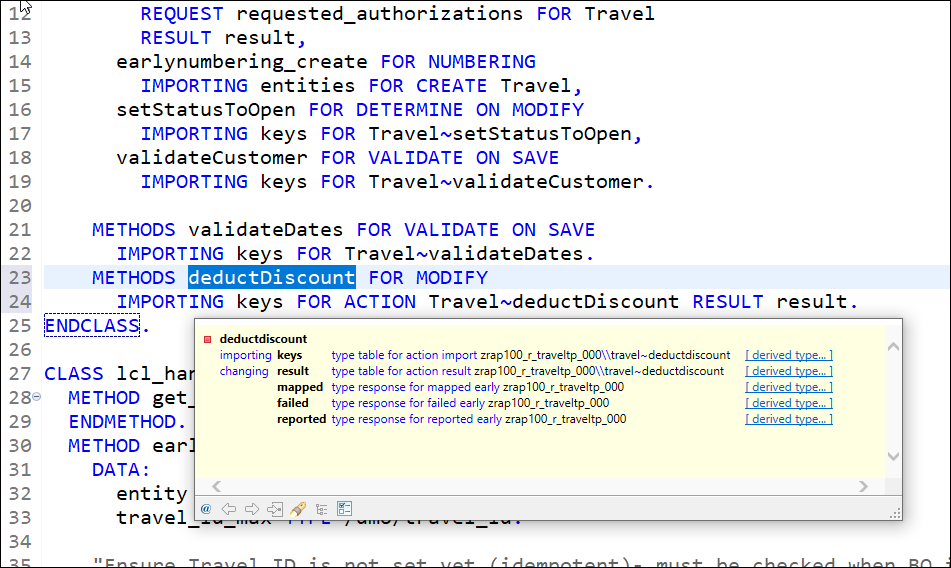 12 REQUEST requested_authorizations FOR Travel
13 RESULT result,
14 earlynumbering_create FOR NUMBERING
15 IMPORTING entities FOR CREATE Travel,
16 setStatusToOpen FOR DETERMINE ON MODIFY
17 IMPORTING keys FOR Travel~setStatusToOpen,
18 validateCustomer FOR VALIDATE ON SAVE
19 IMPORTING keys FOR Travel~validateCustomer.
20
21 METHODS validateDates FOR VALIDATE ON SAVE
22 IMPORTING keys FOR Travel~validateDates.
23 METHODS deductDiscount FOR MODIFY
24 IMPORTING keys FOR ACTION Travel~deductDiscount RESULT result.
25 ENDCLASS.
26
27 CLASS lcl_han
28 METHOD get_
29 ENDMETHOD.
30 METHOD earl
31 DATA:
32 entity
33
34
35 "Ensure Travel ID is not set yet (idempotent)- must be checked when BO
deductdiscount
importing keys type table for action import zrap100_r_traveltp_000\\travel~deductdiscount [ derived type... ]
changing result type table for action result zrap100_r_traveltp_000\\travel~deductdiscount [ derived type... ]
mapped type response for mapped early zrap100_r_traveltp_000 [ derived type... ]
failed type response for failed early zrap100_r_traveltp_000 [ derived type... ]
reported type response for reported early zrap100_r_traveltp_000 [ derived type... ]
@